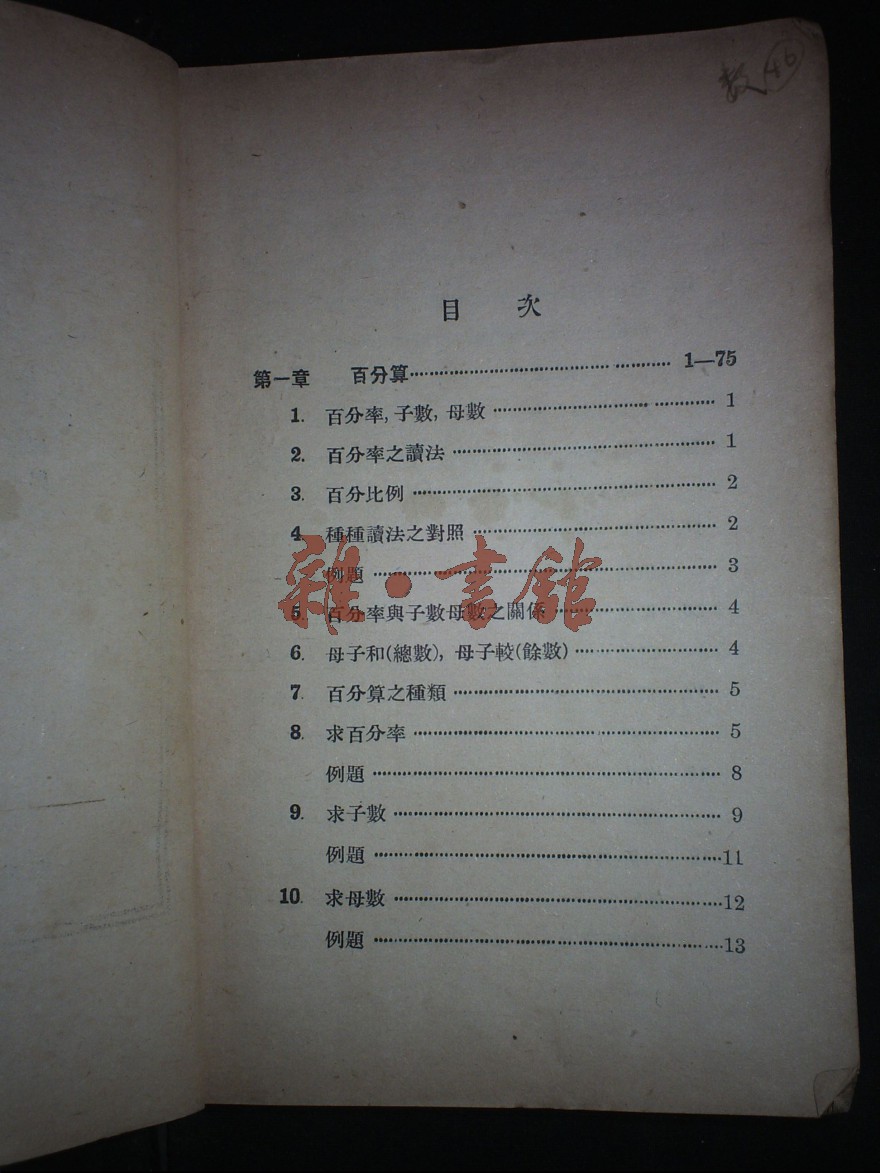 数 46
目 次
第一章 百分算 1—75
1. 百分率, 子數, 母數 1
2. 百分率之讀法 1
3. 百分比例 2
4. 種種讀法之對照 2
例題 3
雜·書館
5. 百分率與子數母數之關係 4
6. 母子和(總數), 母子較(餘數) 4
7. 百分算之種類 5
8. 求百分率 5
例題 8
9. 求子數 9
例題 11
10. 求母數 12
例題 13